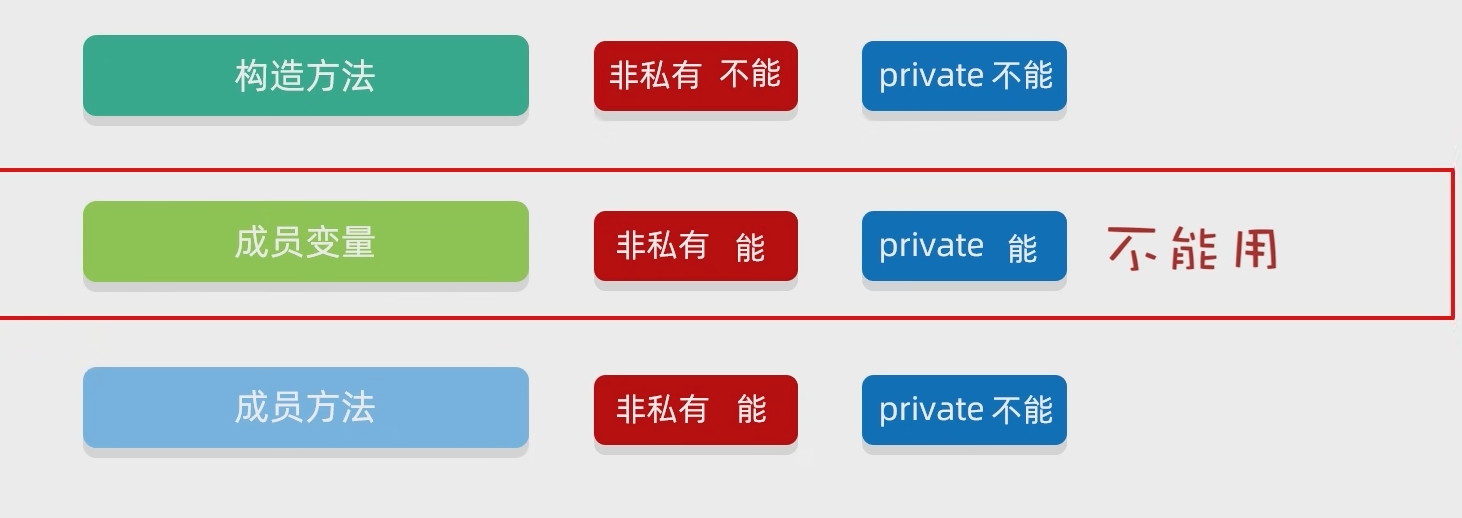 构造方法 非私有 不能 private 不能
成员变量 非私有 能 private 能 不能用
成员方法 非私有 能 private 不能